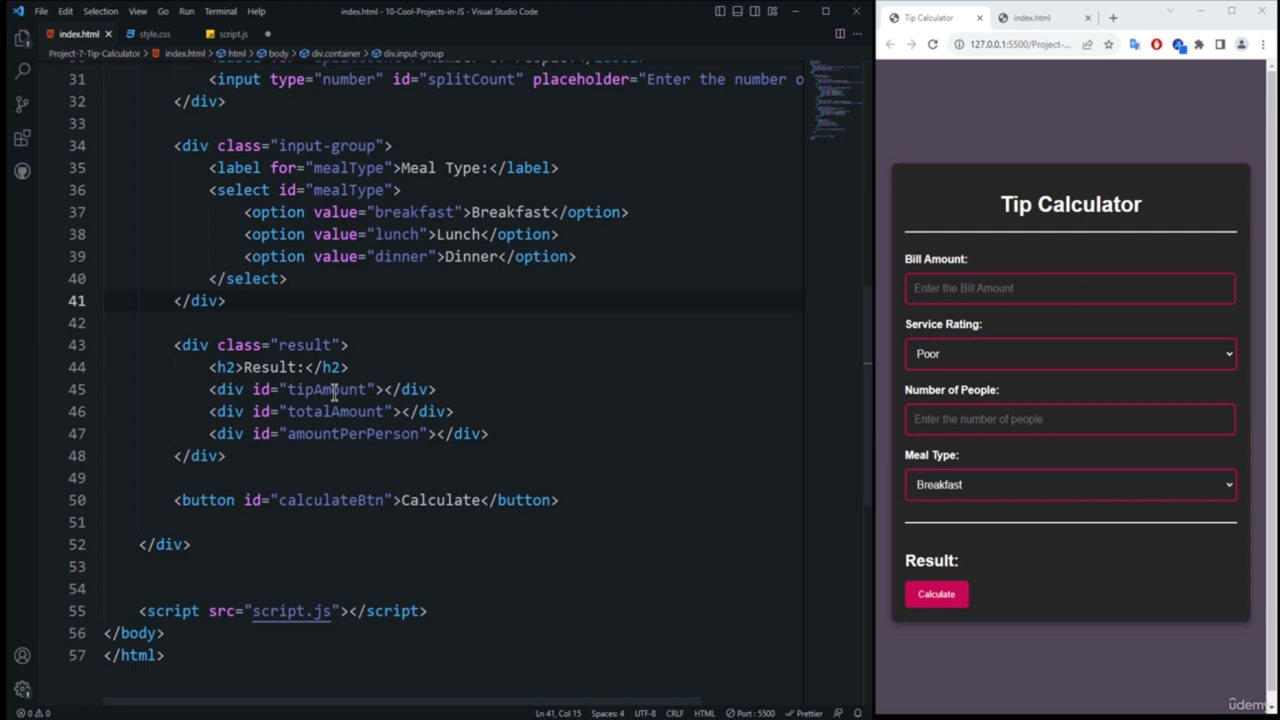 File Edit Selection View Go Run Terminal Help
index.html - 10-Cool-Projects-in-JS - Visual Studio Code
index.html style.css script.js
Project-7-Tip-Calculator > index.html > html > body > div.container > div.input-group
31 <input type="number" id="splitCount" placeholder="Enter the number o
32 </div>
33
34 <div class="input-group">
35 <label for="mealType">Meal Type:</label>
36 <select id="mealType">
37 <option value="breakfast">Breakfast</option>
38 <option value="lunch">Lunch</option>
39 <option value="dinner">Dinner</option>
40 </select>
41 </div>
42
43 <div class="result">
44 <h2>Result:</h2>
45 <div id="tipAmount"></div>
46 <div id="totalAmount"></div>
47 <div id="amountPerPerson"></div>
48 </div>
49
50 <button id="calculateBtn">Calculate</button>
51
52 </div>
53
54
55 <script src="script.js"></script>
56 </body>
57 </html>
0 0
Ln 41, Col 15 Spaces: 4 UTF-8 CRLF HTML Port : 5500 Prettier
Tip Calculator
index.html
127.0.0.1:5500/Project-...
Tip Calculator
Bill Amount:
Enter the Bill Amount
Service Rating:
Poor
Number of People:
Enter the number of people
Meal Type:
Breakfast
Result:
Calculate
udemy